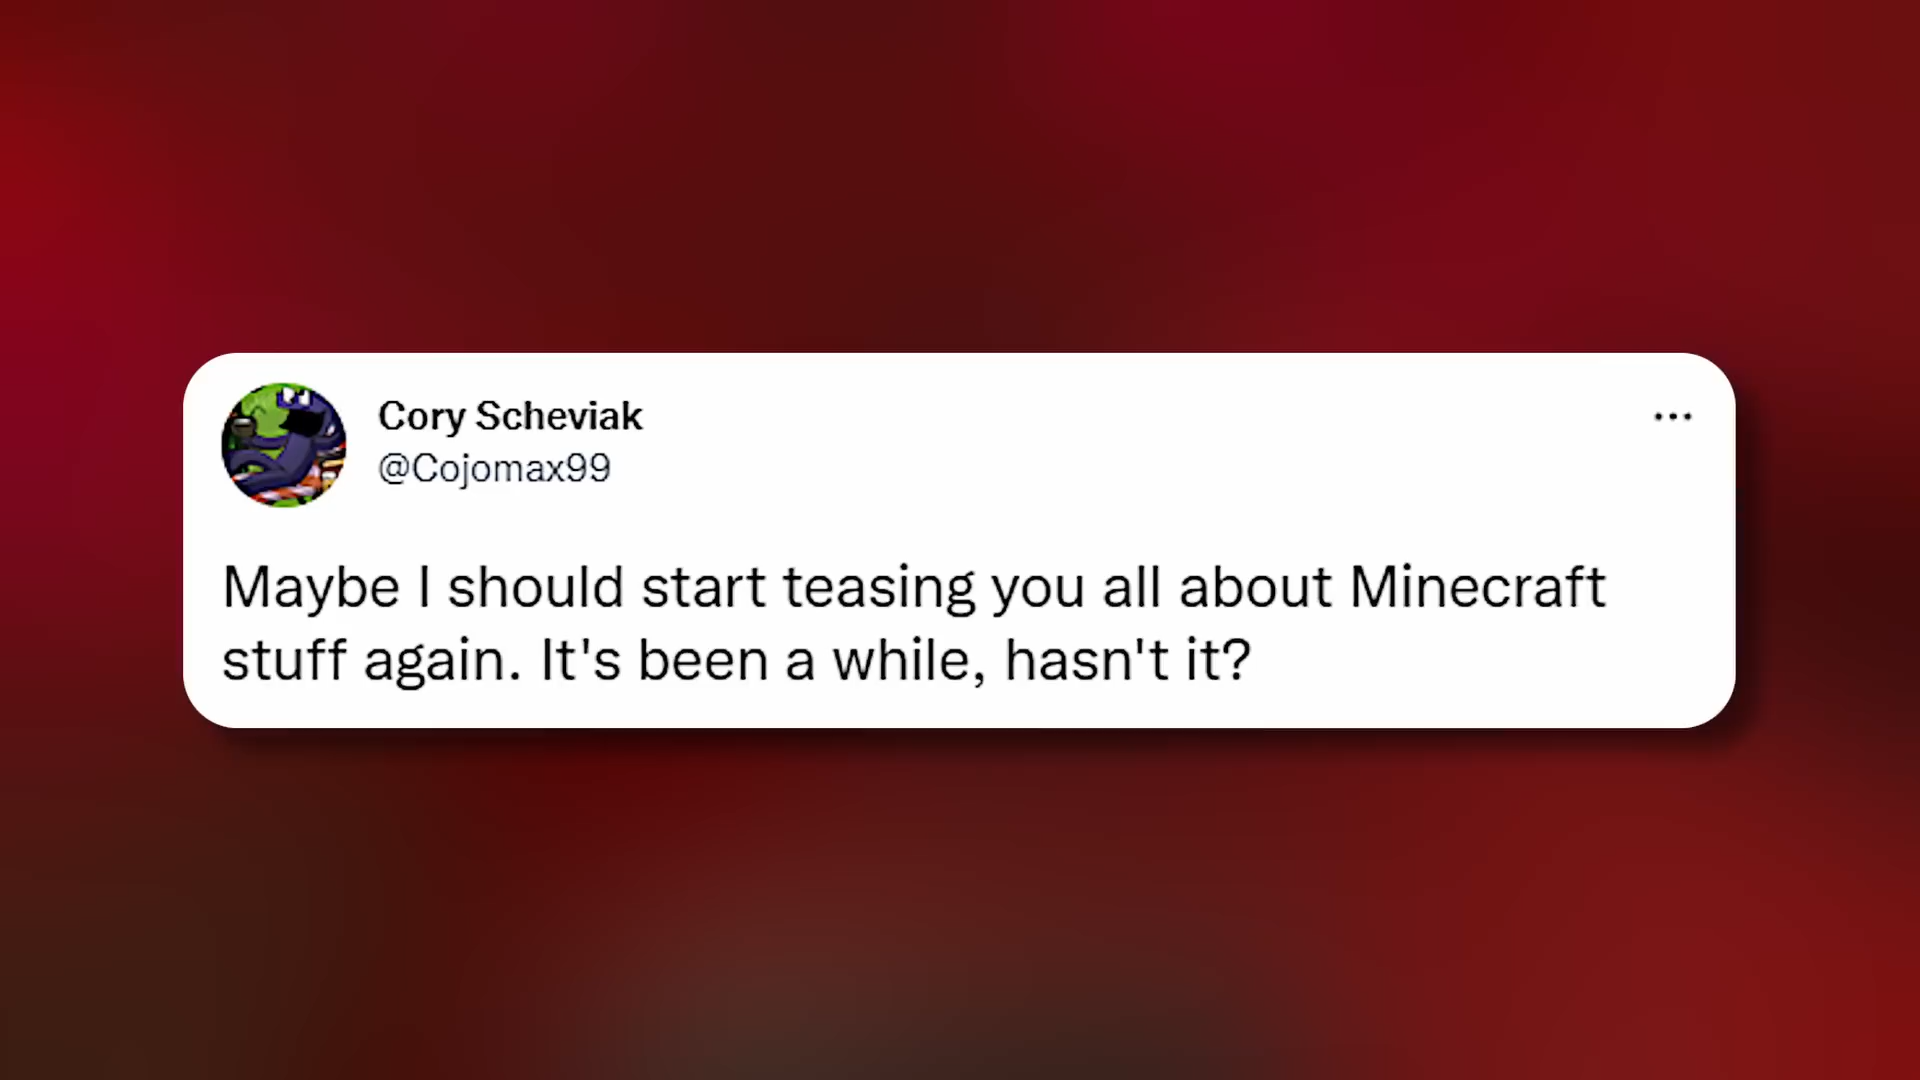 Cory Scheviak
@Cojomax99
Maybe I should start teasing you all about Minecraft
stuff again. It's been a while, hasn't it?